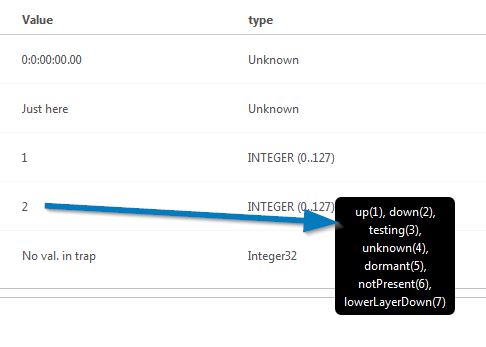 Value type
0:0:00:00.00 Unknown
Just here Unknown
1 INTEGER (0..127)
2 INTEGER (0..127)
up(1), down(2),
testing(3),
unknown(4),
dormant(5),
notPresent(6),
lowerLayerDown(7)
No val. in trap Integer32